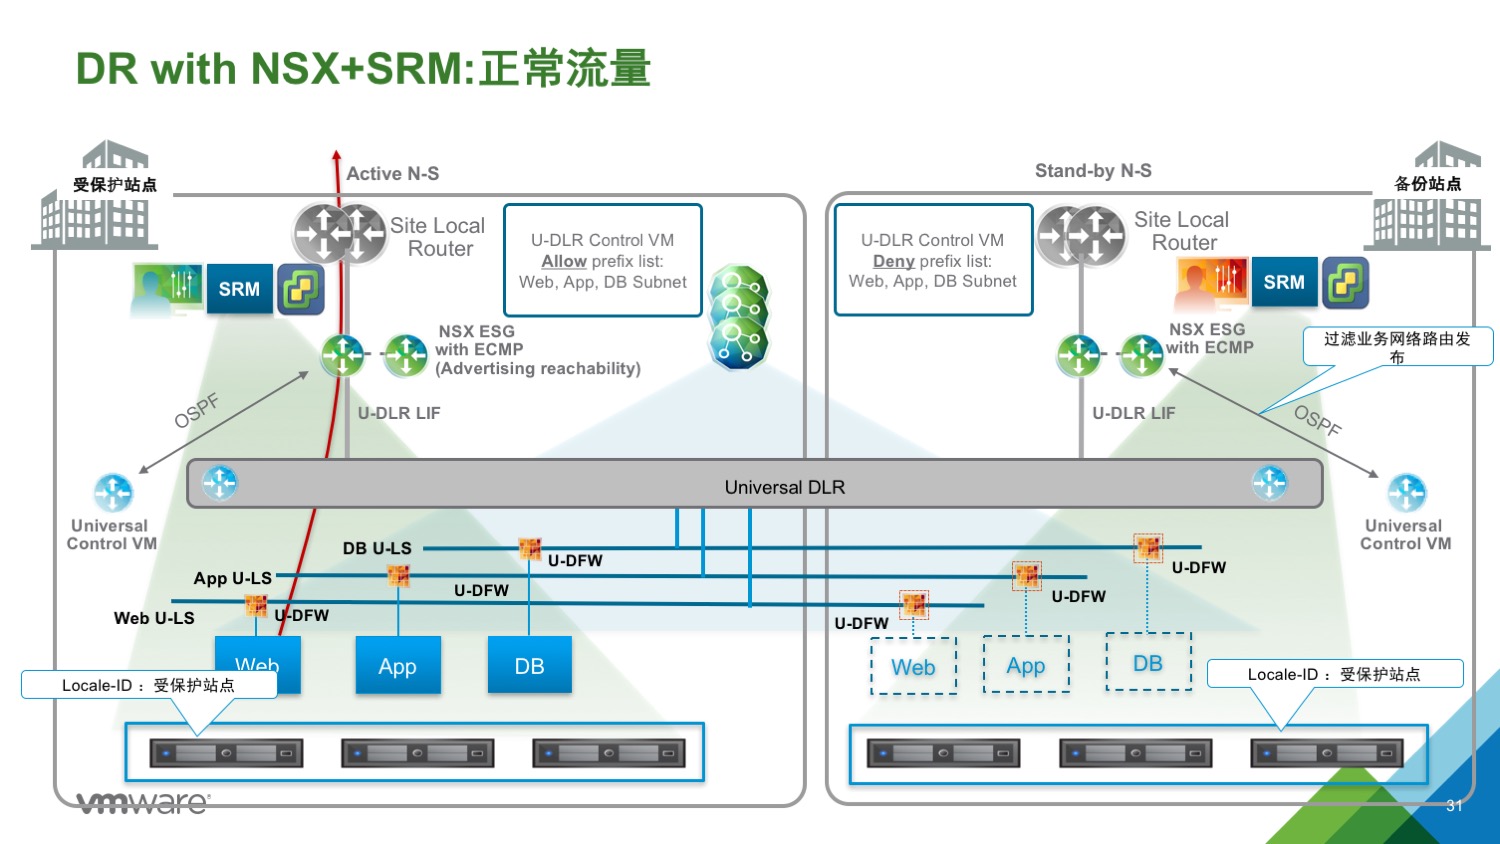 DR with NSX+SRM:正常流量
受保护站点
Active N-S
Stand-by N-S
备份站点
Site Local
Router
U-DLR Control VM
Allow prefix list:
Web, App, DB Subnet
U-DLR Control VM
Deny prefix list:
Web, App, DB Subnet
Site Local
Router
SRM
SRM
NSX ESG
with ECMP
(Advertising reachability)
NSX ESG
with ECMP
过滤业务网络路由发
布
OSPF
U-DLR LIF
U-DLR LIF
OSPF
Universal DLR
Universal
Control VM
Universal
Control VM
DB U-LS
U-DFW
U-DFW
App U-LS
U-DFW
U-DFW
Web U-LS
U-DFW
U-DFW
Web
App
DB
Web
App
DB
Locale-ID ：受保护站点
Locale-ID ：受保护站点
vmware®
31